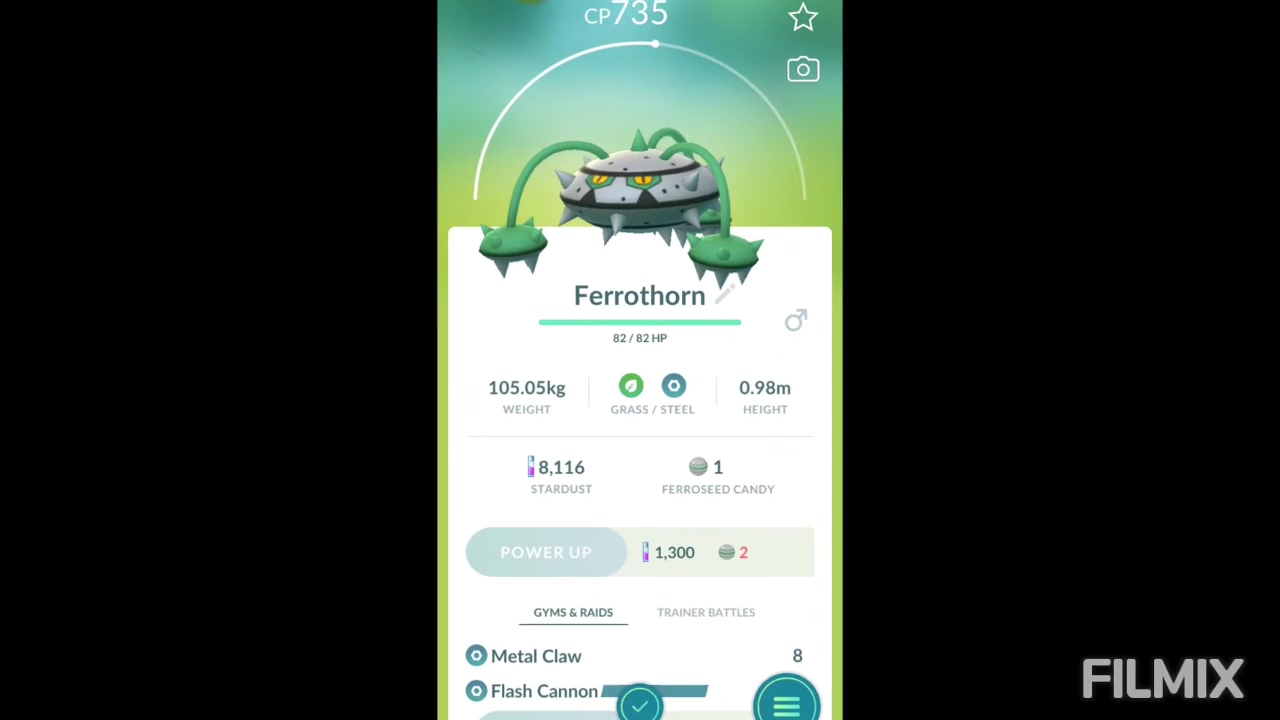 CP735
Ferrothorn
82 / 82 HP
105.05kg
WEIGHT
GRASS / STEEL
0.98m
HEIGHT
8,116
STARDUST
1
FERROSEED CANDY
POWER UP 1,300 2
GYMS & RAIDS TRAINER BATTLES
Metal Claw 8
Flash Cannon
FILMIX